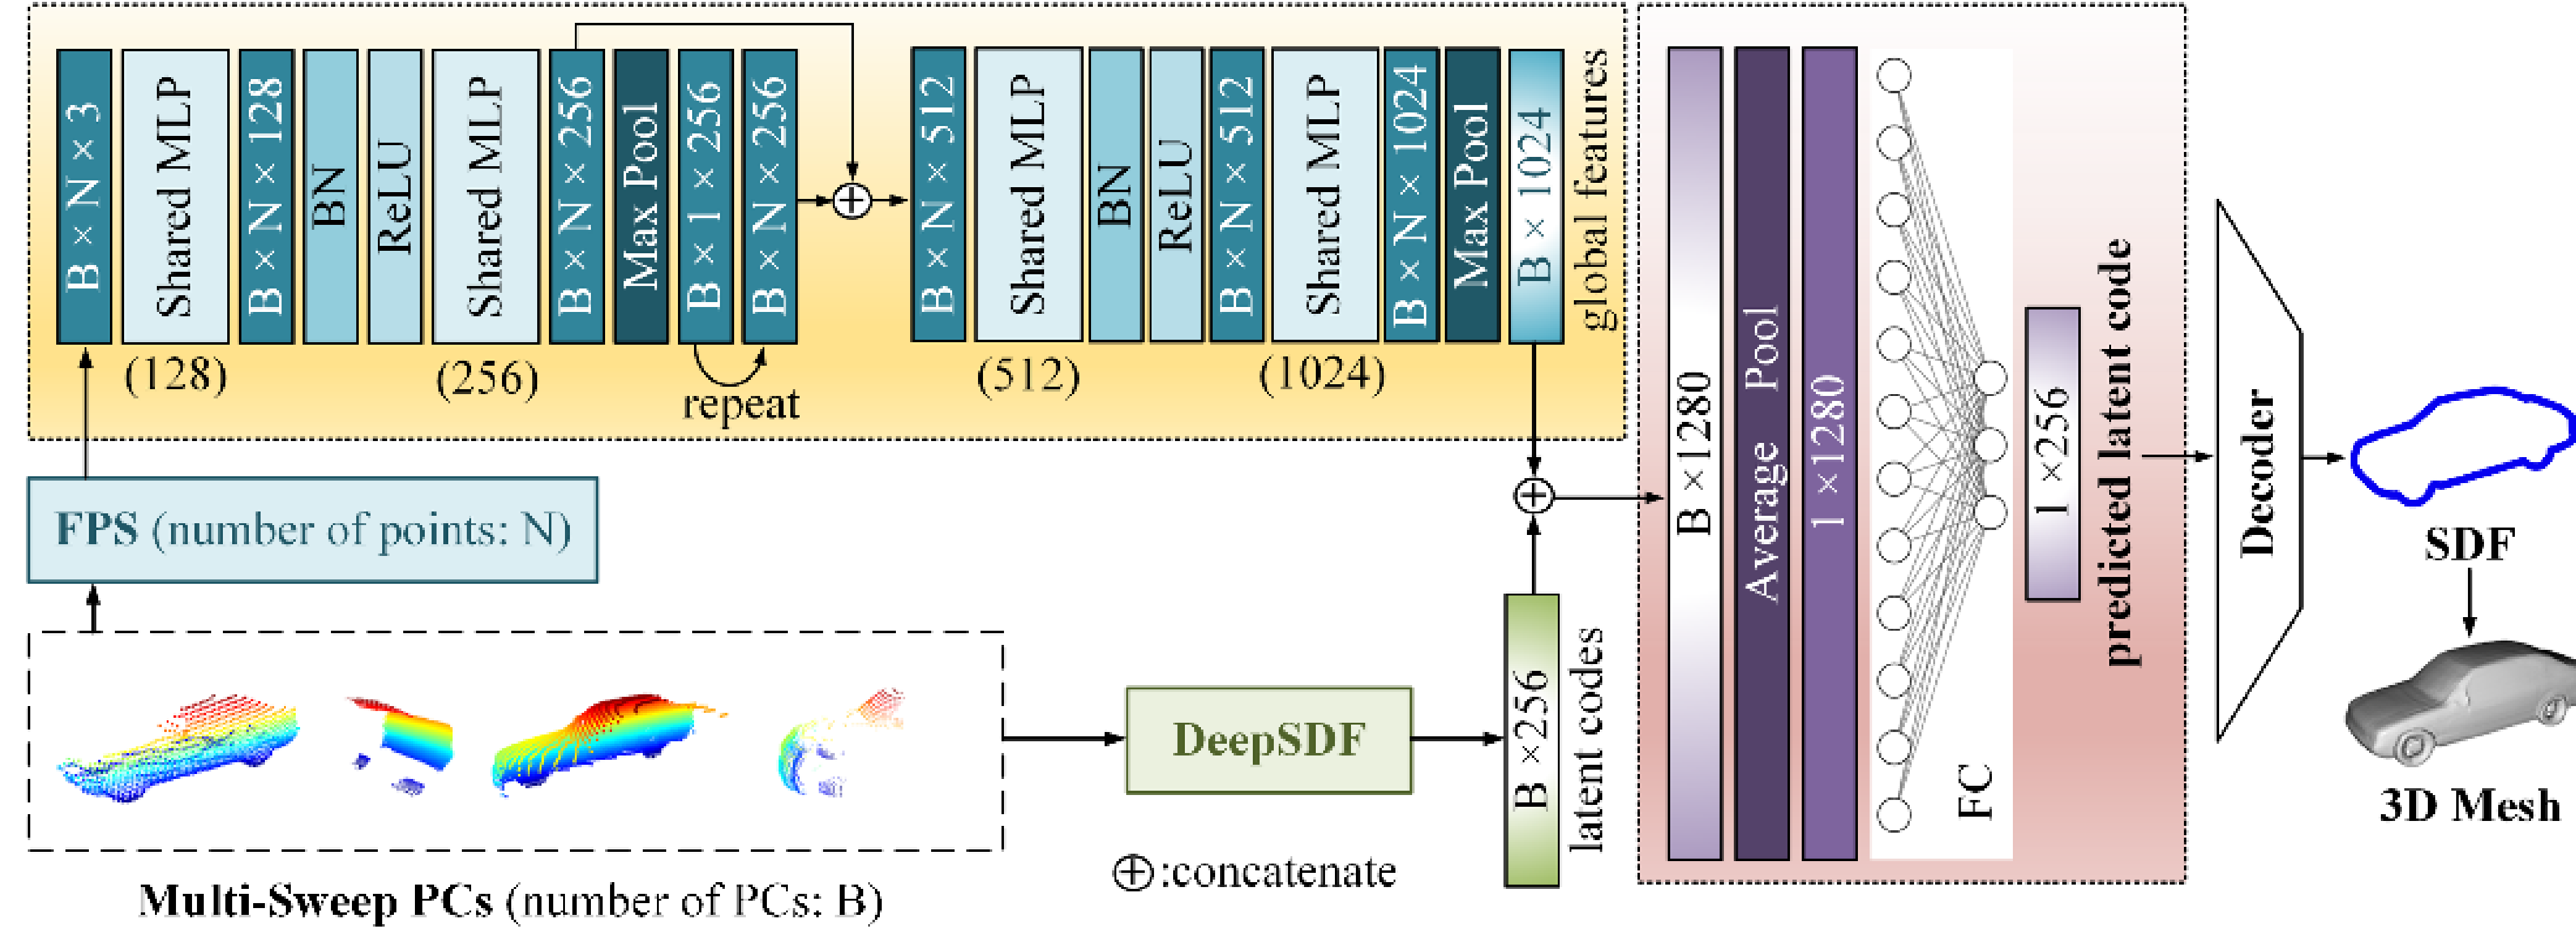 B × N × 3
Shared MLP
(128)
B × N × 128
BN
ReLU
Shared MLP
(256)
B × N × 256
Max Pool
B × 1 × 256
B × N × 256
repeat
B × N × 512
Shared MLP
(512)
BN
ReLU
B × N × 512
Shared MLP
(1024)
B × N × 1024
Max Pool
B × 1024
global features
FPS (number of points: N)
Multi-Sweep PCs (number of PCs: B)
DeepSDF
B ×256
latent codes
⊕:concatenate
B ×1280
Average Pool
1 ×1280
FC
1 ×256
predicted latent code
Decoder
SDF
3D Mesh